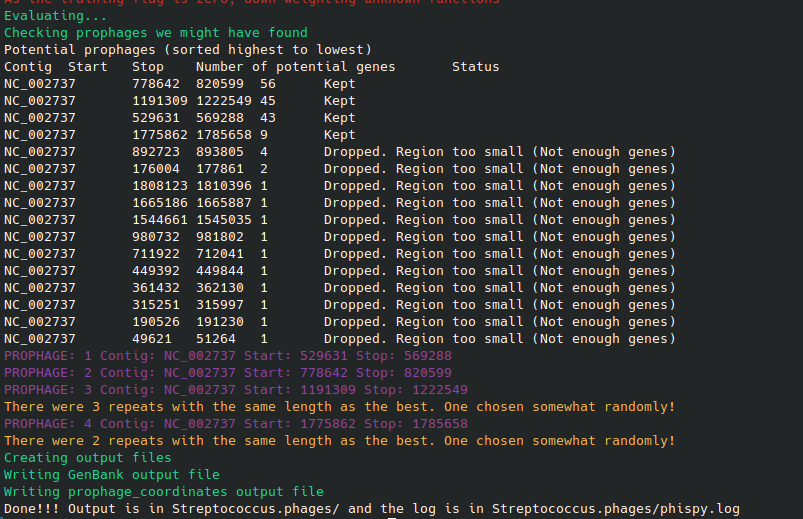 As the training flag is zero, down-weighting unknown functions
Evaluating...
Checking prophages we might have found
Potential prophages (sorted highest to lowest)
Contig Start Stop Number of potential genes Status
NC_002737 778642 820599 56 Kept
NC_002737 1191309 1222549 45 Kept
NC_002737 529631 569288 43 Kept
NC_002737 1775862 1785658 9 Kept
NC_002737 892723 893805 4 Dropped. Region too small (Not enough genes)
NC_002737 176004 177861 2 Dropped. Region too small (Not enough genes)
NC_002737 1808123 1810396 1 Dropped. Region too small (Not enough genes)
NC_002737 1665186 1665887 1 Dropped. Region too small (Not enough genes)
NC_002737 1544661 1545035 1 Dropped. Region too small (Not enough genes)
NC_002737 980732 981802 1 Dropped. Region too small (Not enough genes)
NC_002737 711922 712041 1 Dropped. Region too small (Not enough genes)
NC_002737 449392 449844 1 Dropped. Region too small (Not enough genes)
NC_002737 361432 362130 1 Dropped. Region too small (Not enough genes)
NC_002737 315251 315997 1 Dropped. Region too small (Not enough genes)
NC_002737 190526 191230 1 Dropped. Region too small (Not enough genes)
NC_002737 49621 51264 1 Dropped. Region too small (Not enough genes)
PROPHAGE: 1 Contig: NC_002737 Start: 529631 Stop: 569288
PROPHAGE: 2 Contig: NC_002737 Start: 778642 Stop: 820599
PROPHAGE: 3 Contig: NC_002737 Start: 1191309 Stop: 1222549
There were 3 repeats with the same length as the best. One chosen somewhat randomly!
PROPHAGE: 4 Contig: NC_002737 Start: 1775862 Stop: 1785658
There were 2 repeats with the same length as the best. One chosen somewhat randomly!
Creating output files
Writing GenBank output file
Writing prophage_coordinates output file
Done!!! Output is in Streptococcus.phages/ and the log is in Streptococcus.phages/phispy.log